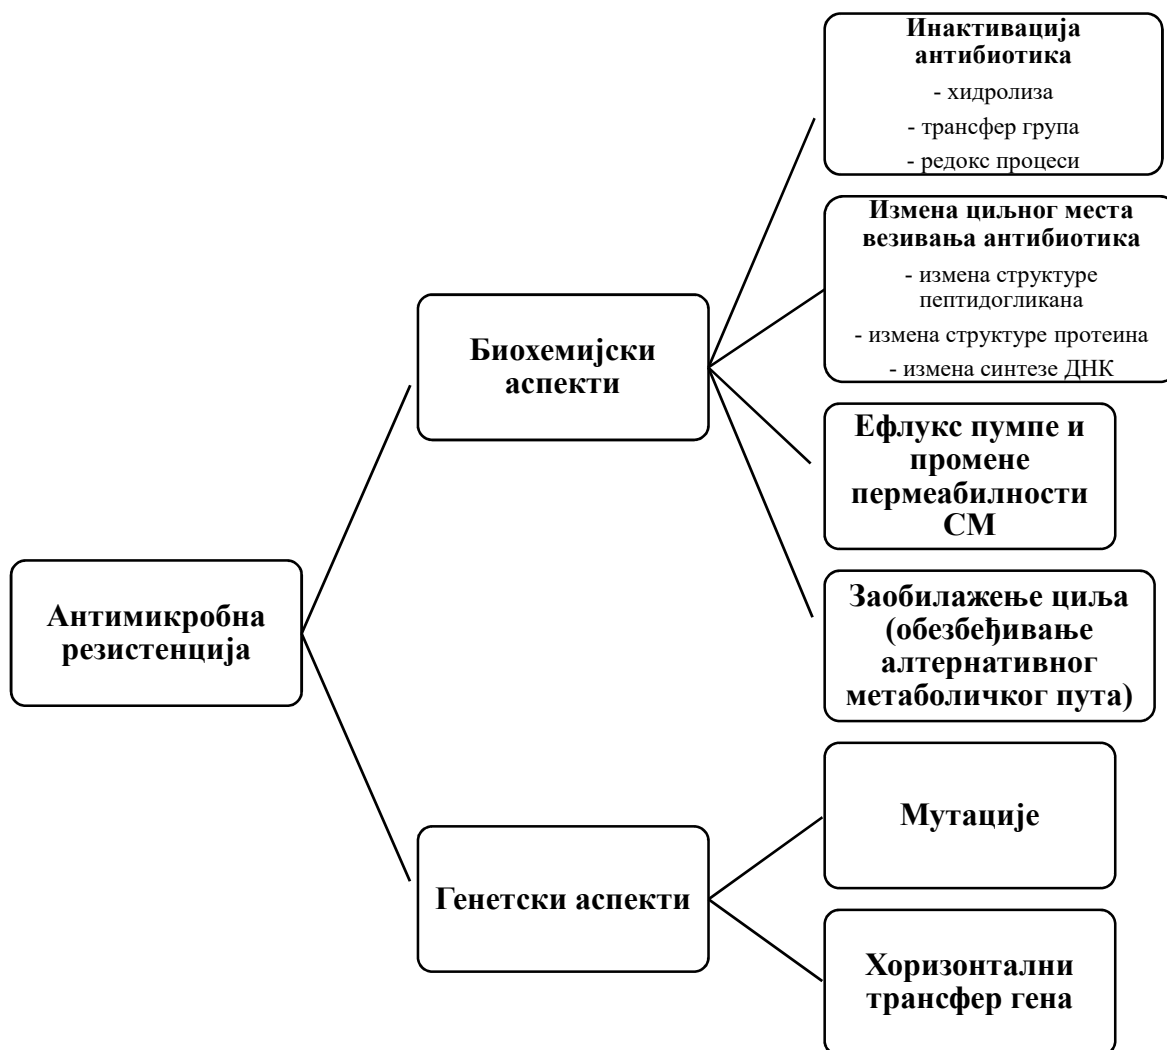 Антимикробна
резистенција
Биохемијски
аспекти
Инактивација
антибиотика
- хидролиза
- трансфер група
- редокс процеси
Измена циљног места
везивања антибиотика
- измена структуре
пептидогликана
- измена структуре протеина
- измена синтезе ДНК
Ефлукс пумпе и
промене
пермеабилности
СМ
Заобилажење циља
(обезбеђивање
алтернативног
метаболичког пута)
Генетски аспекти
Мутације
Хоризонтални
трансфер гена